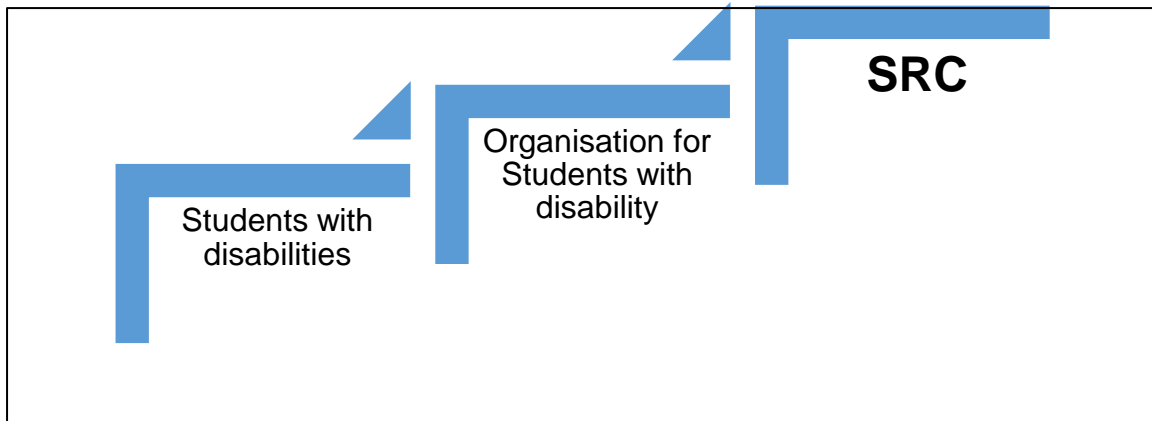 SRC
Organisation for
Students with
disability
Students with
disabilities